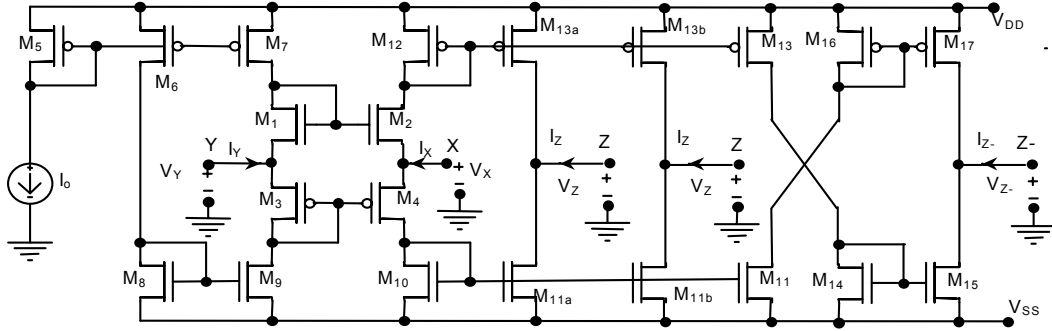 M13a M13b VDD
M5 M7 M12 M13 M16 M17
M6
M1 M2
Y IY IX X IZ Z IZ Z IZ- Z-
Io VY + - VX + - VZ + - VZ + - VZ- + -
M3 M4
M8 M9 M10 M11 M14 M15
M11a M11b
VSS